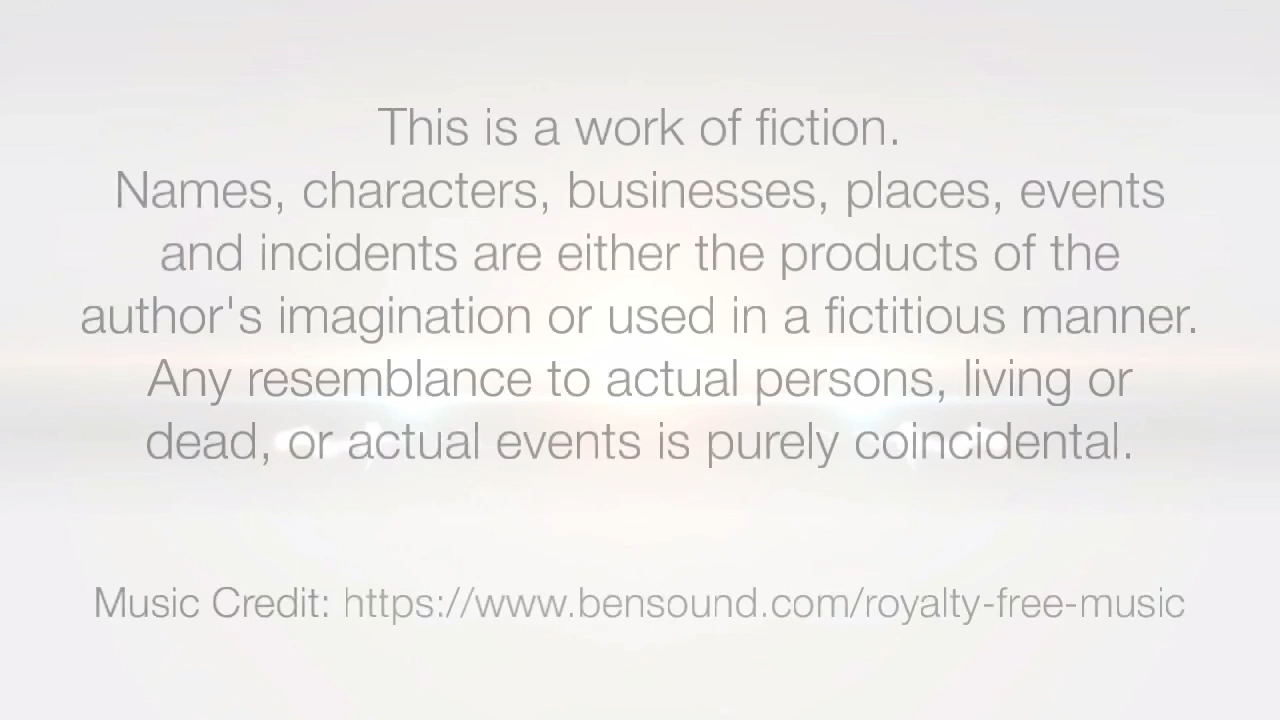 This is a work of fiction.
Names, characters, businesses, places, events
and incidents are either the products of the
author's imagination or used in a fictitious manner.
Any resemblance to actual persons, living or
dead, or actual events is purely coincidental.
Music Credit: https://www.bensound.com/royalty-free-music